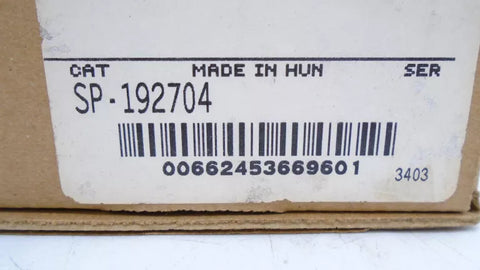 CAT MADE IN HUN SER
SP-192704
00662453669601
3403